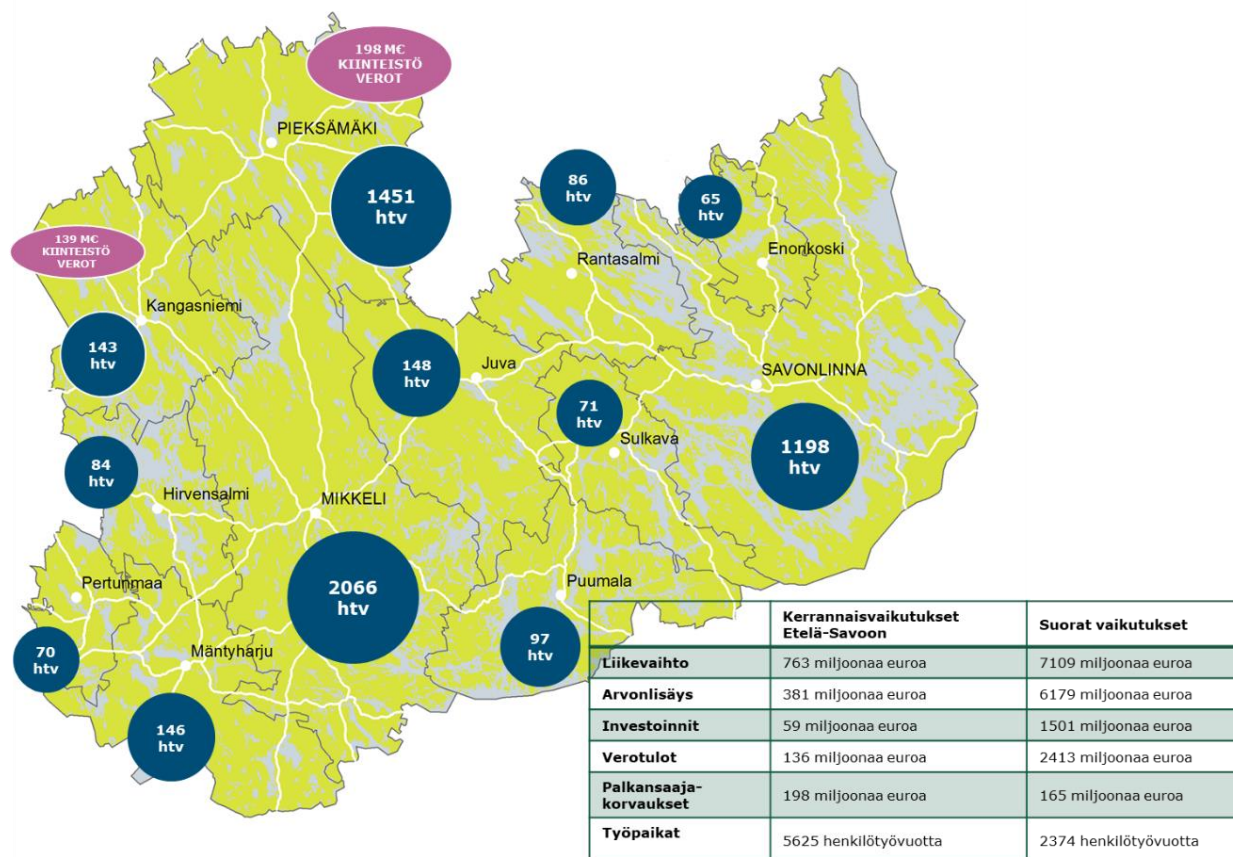 198 M€
KIINTEISTÖ
VEROT
PIEKSÄMÄKI
1451
htv
86
htv
65
htv
139 M€
KIINTEISTÖ
VEROT
Rantasalmi
Enonkoski
Kangasniemi
143
htv
148
htv
Juva
SAVONLINNA
71
htv
Sulkava
1198
htv
84
htv
Hirvensalmi
MIKKELI
2066
htv
Pertunmaa
Puumala
70
htv
Mäntyharju
97
htv
146
htv
Kerrannaisvaikutukset
Etelä-Savoon
Suorat vaikutukset
Liikevaihto 763 miljoonaa euroa 7109 miljoonaa euroa
Arvonlisäys 381 miljoonaa euroa 6179 miljoonaa euroa
Investoinnit 59 miljoonaa euroa 1501 miljoonaa euroa
Verotulot 136 miljoonaa euroa 2413 miljoonaa euroa
Palkansaaja-
korvaukset 198 miljoonaa euroa 165 miljoonaa euroa
Työpaikat 5625 henkilötyövuotta 2374 henkilötyövuotta